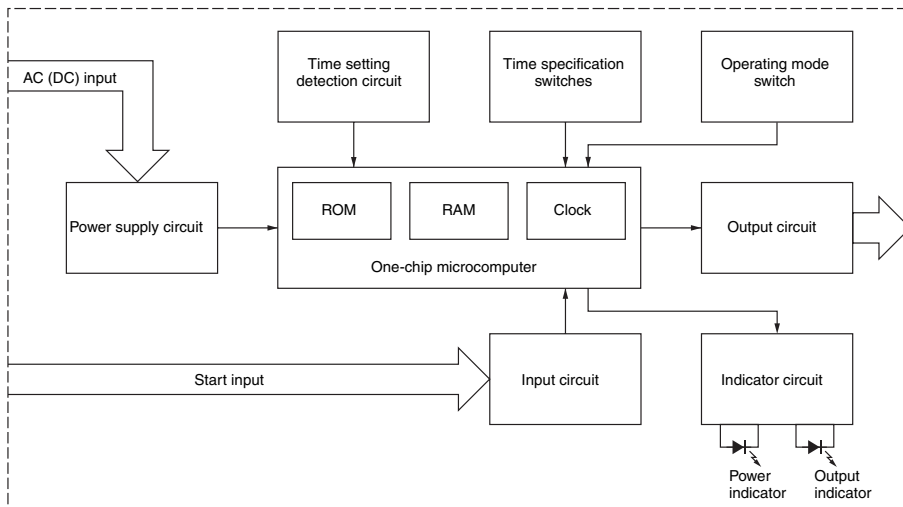 AC (DC) input
Time setting
detection circuit
Time specification
switches
Operating mode
switch
Power supply circuit
ROM
RAM
Clock
One-chip microcomputer
Output circuit
Start input
Input circuit
Indicator circuit
Power
indicator
Output
indicator